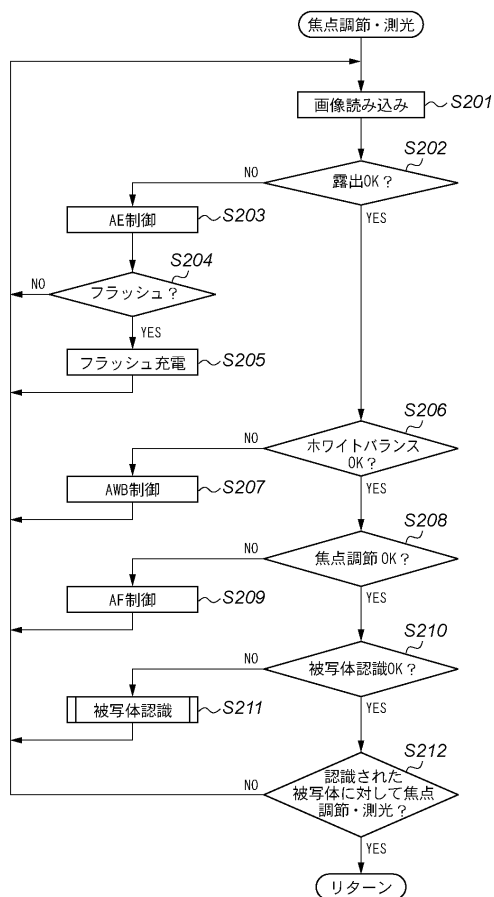 焦点調節・測光
画像読み込み
S201
S202
露出OK？
NO
YES
AE制御
S203
S204
フラッシュ？
NO
YES
フラッシュ充電
S205
S206
ホワイトバランス
OK？
NO
YES
AWB制御
S207
S208
焦点調節OK？
NO
YES
AF制御
S209
S210
被写体認識OK？
NO
YES
被写体認識
S211
S212
認識された
被写体に対して焦点
調節・測光？
NO
YES
リターン